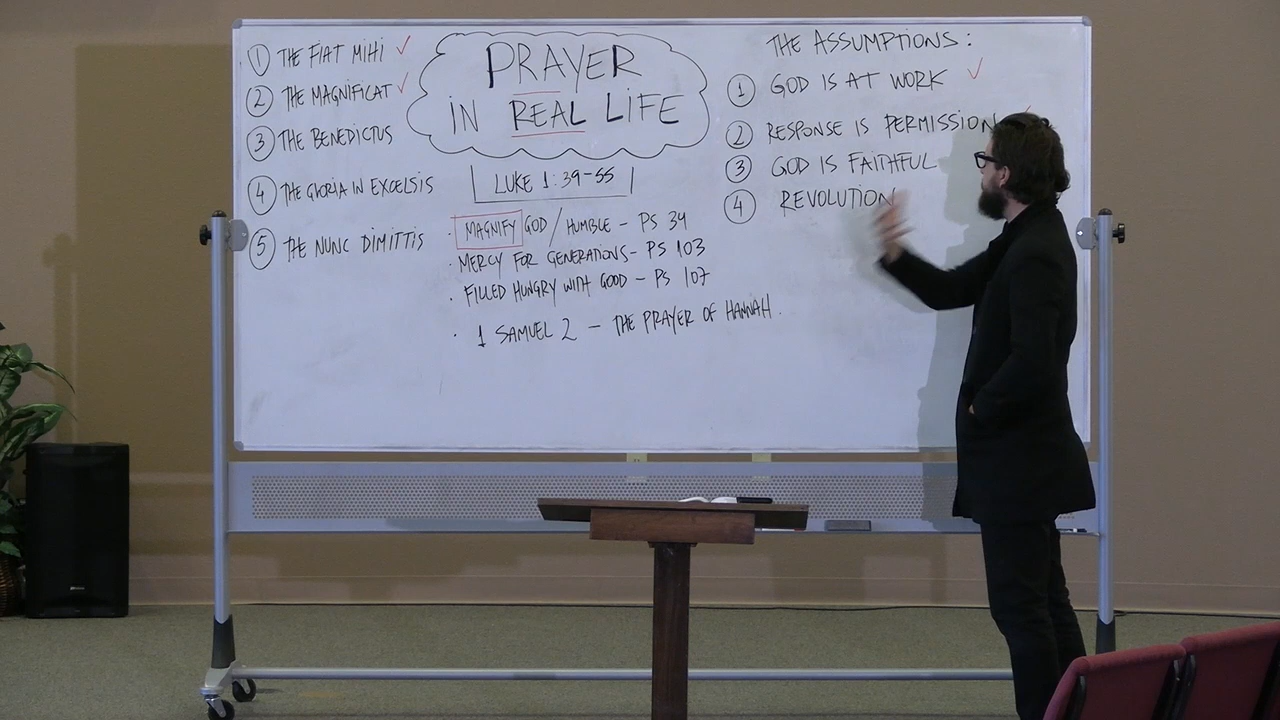 1 THE FIAT MIHI ✓
2 THE MAGNIFICAT ✓
3 THE BENEDICTUS
4 THE GLORIA IN EXCELSIS
5 THE NUNC DIMITTIS
PRAYER
IN REAL LIFE
LUKE 1:39-55
· MAGNIFY GOD / HUMBLE - PS 34
· MERCY FOR GENERATIONS - PS 103
· FILLED HUNGRY WITH GOOD - PS 107
· 1 SAMUEL 2 - THE PRAYER OF HANNAH.
THE ASSUMPTIONS:
1 GOD IS AT WORK ✓
2 RESPONSE IS PERMISSION
3 GOD IS FAITHFUL
4 REVOLUTION